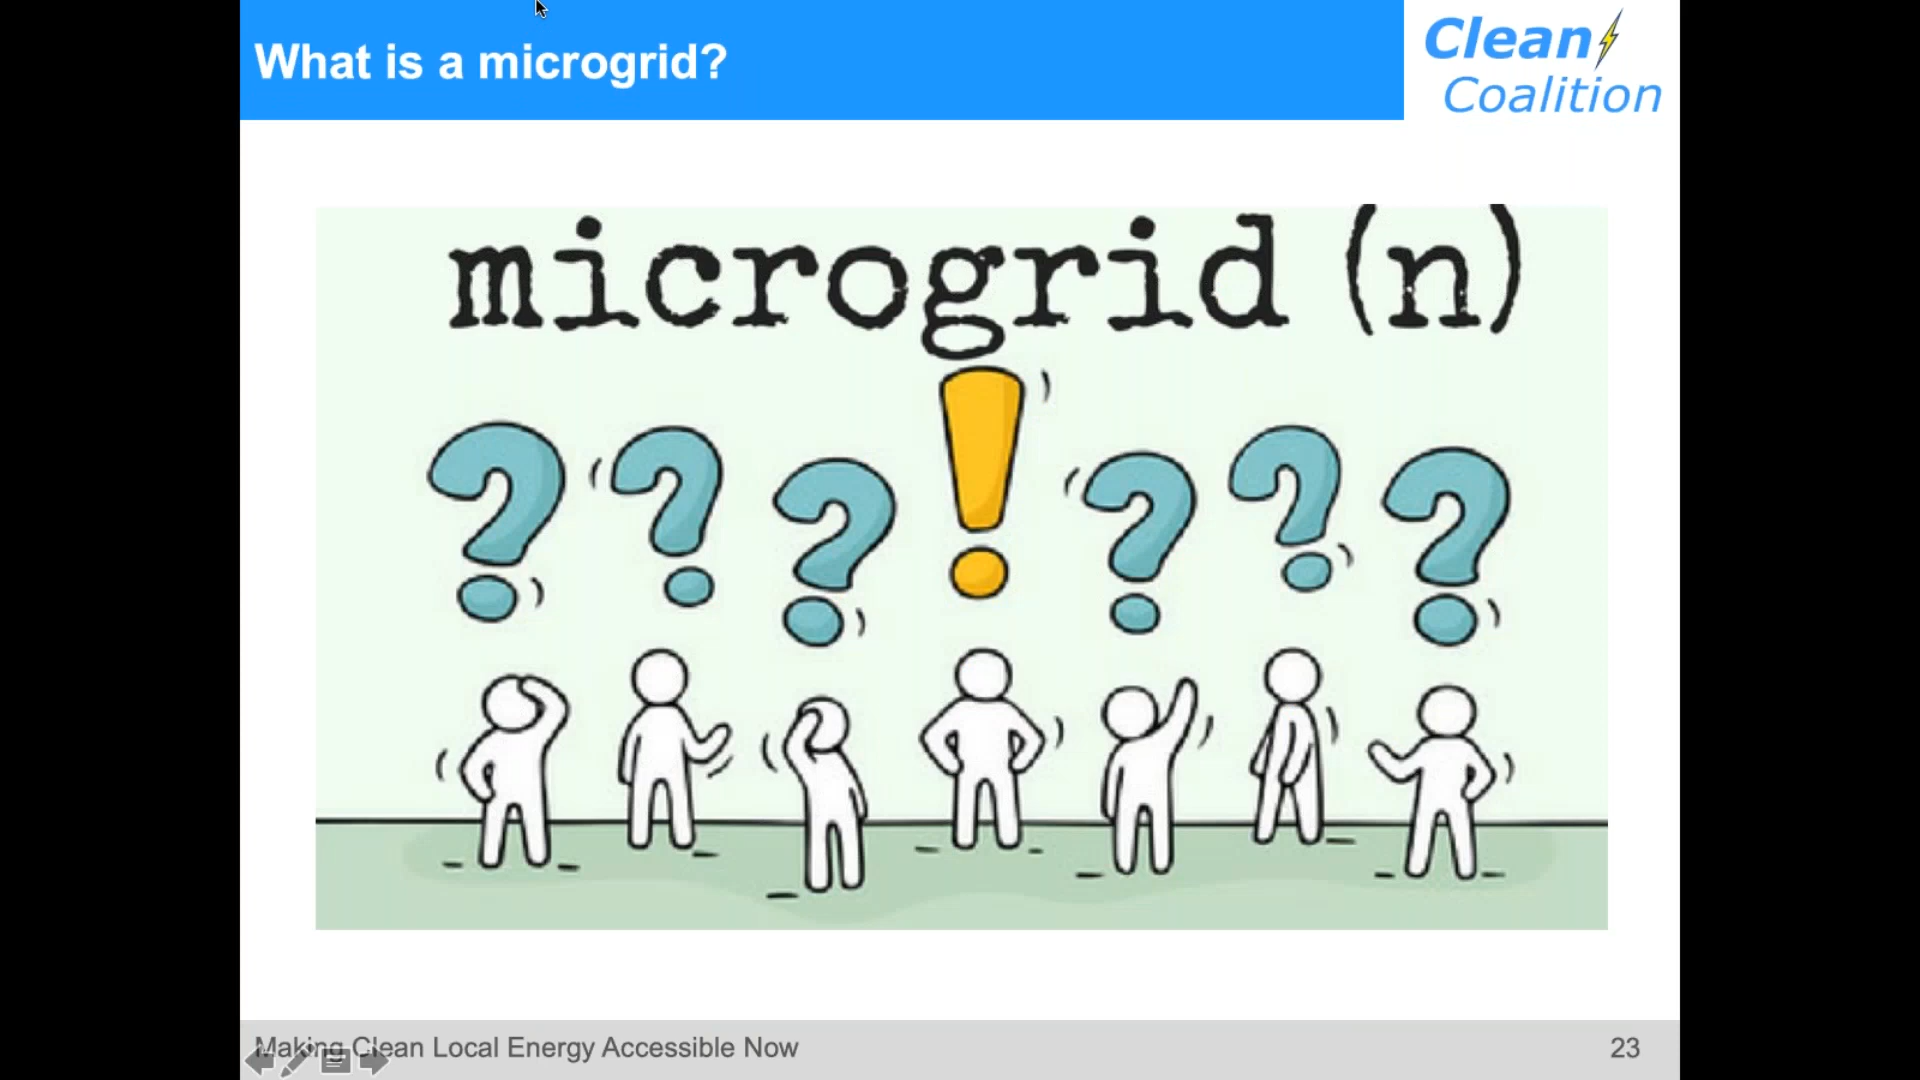 What is a microgrid?
Clean
Coalition
microgrid (n)
? ? ? ! ? ? ?
Making Clean Local Energy Accessible Now
23